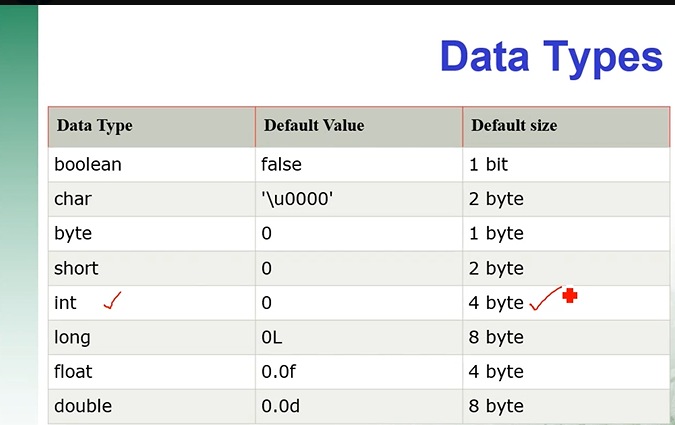 Data Types
Data Type Default Value Default size
boolean false 1 bit
char '\u0000' 2 byte
byte 0 1 byte
short 0 2 byte
int 0 4 byte
long 0L 8 byte
float 0.0f 4 byte
double 0.0d 8 byte